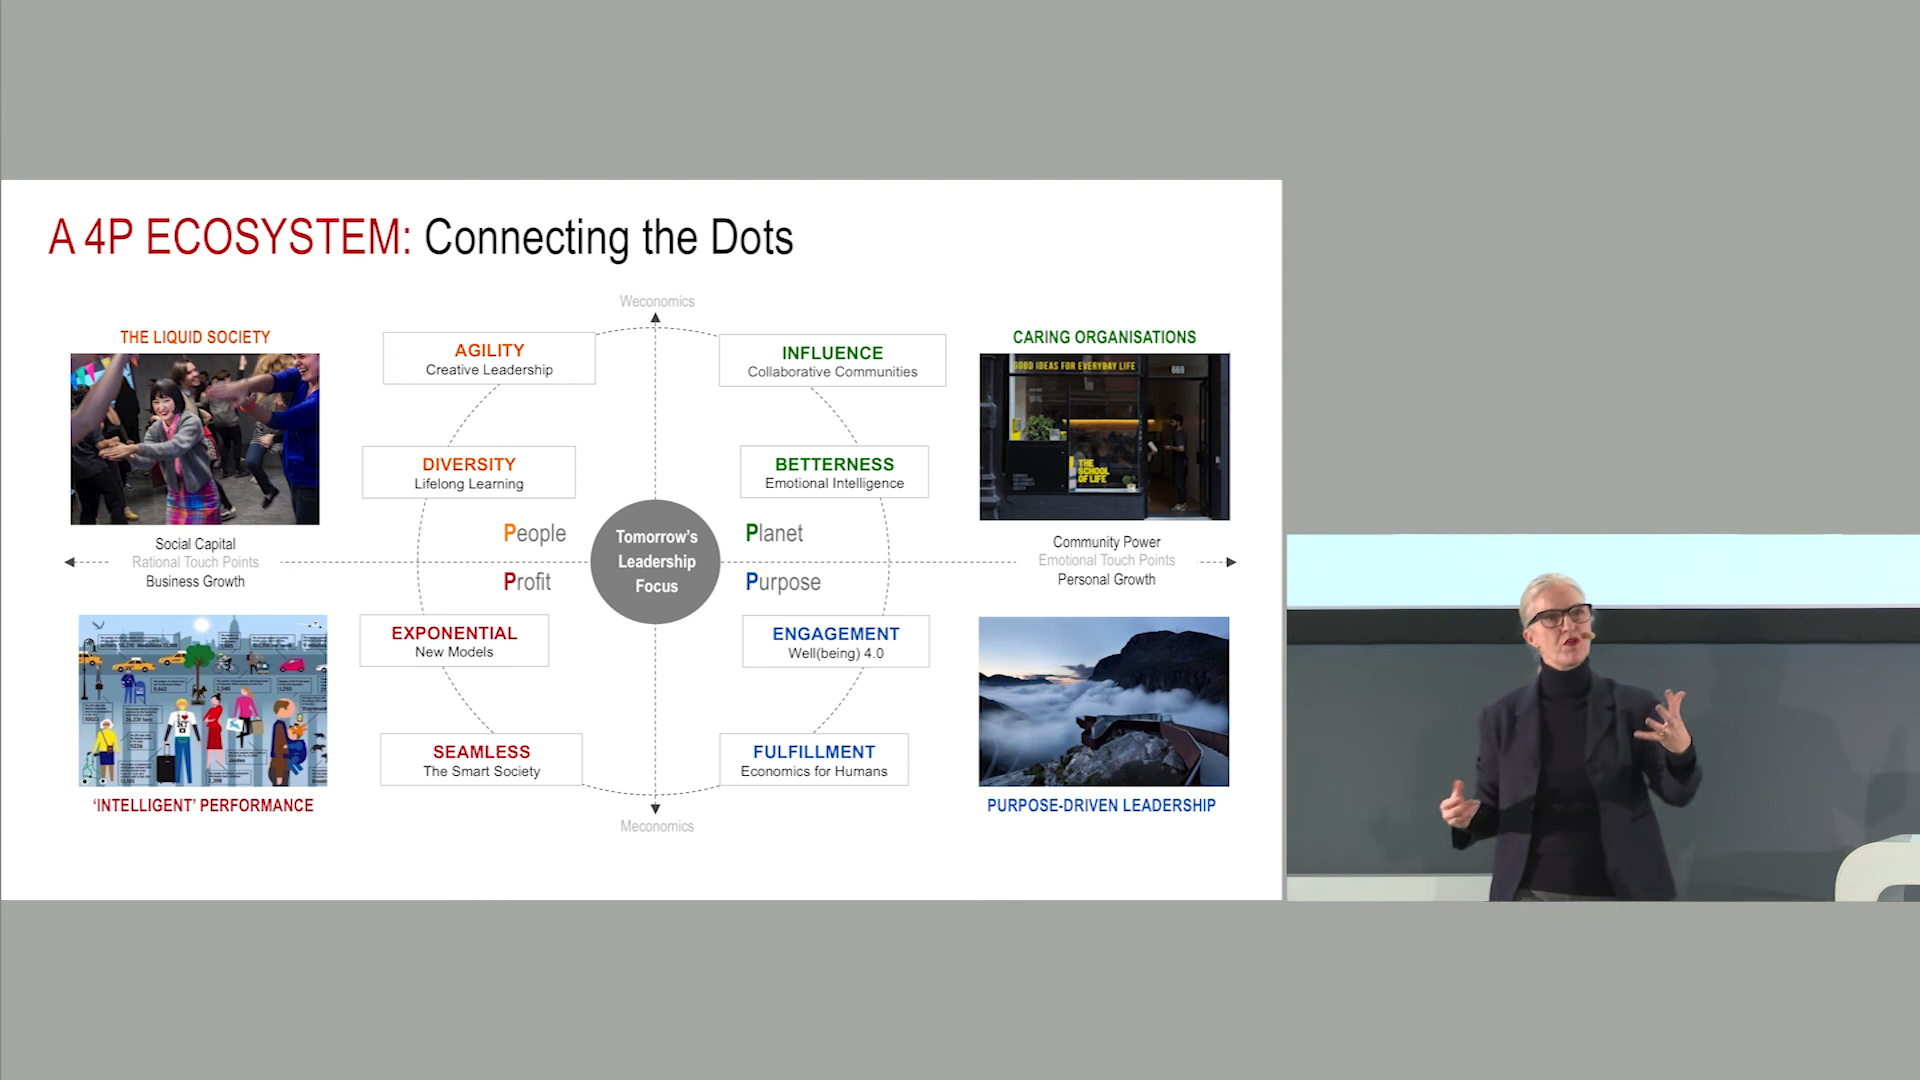 A 4P ECOSYSTEM: Connecting the Dots
Weconomics
THE LIQUID SOCIETY
AGILITY
Creative Leadership
INFLUENCE
Collaborative Communities
CARING ORGANISATIONS
GOOD IDEAS FOR EVERYDAY LIFE
669
THE
SCHOOL
OF LIFE
DIVERSITY
Lifelong Learning
BETTERNESS
Emotional Intelligence
People
Planet
Tomorrow's
Leadership
Focus
Profit
Purpose
Social Capital
Rational Touch Points
Business Growth
Community Power
Emotional Touch Points
Personal Growth
EXPONENTIAL
New Models
ENGAGEMENT
Well(being) 4.0
SEAMLESS
The Smart Society
FULFILLMENT
Economics for Humans
'INTELLIGENT' PERFORMANCE
PURPOSE-DRIVEN LEADERSHIP
Meconomics